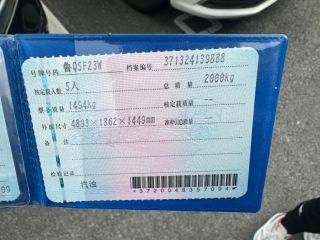 号牌号码 鲁QSF23W 档案编号 371324139888
核定载人数 5人 总质量 2000kg
整备质量 1494kg 核定载质量 --
外廓尺寸 4893×1862×1449mm 准牵引总质量 --
备注
检验记录
汽油
*3720048357094*